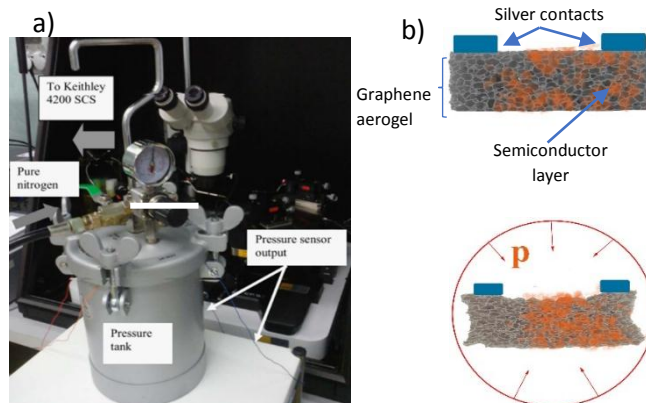 a)
To Keithley
4200 SCS
Pure
nitrogen
Pressure sensor
output
Pressure
tank
b)
Silver contacts
Graphene
aerogel
Semiconductor
layer
p